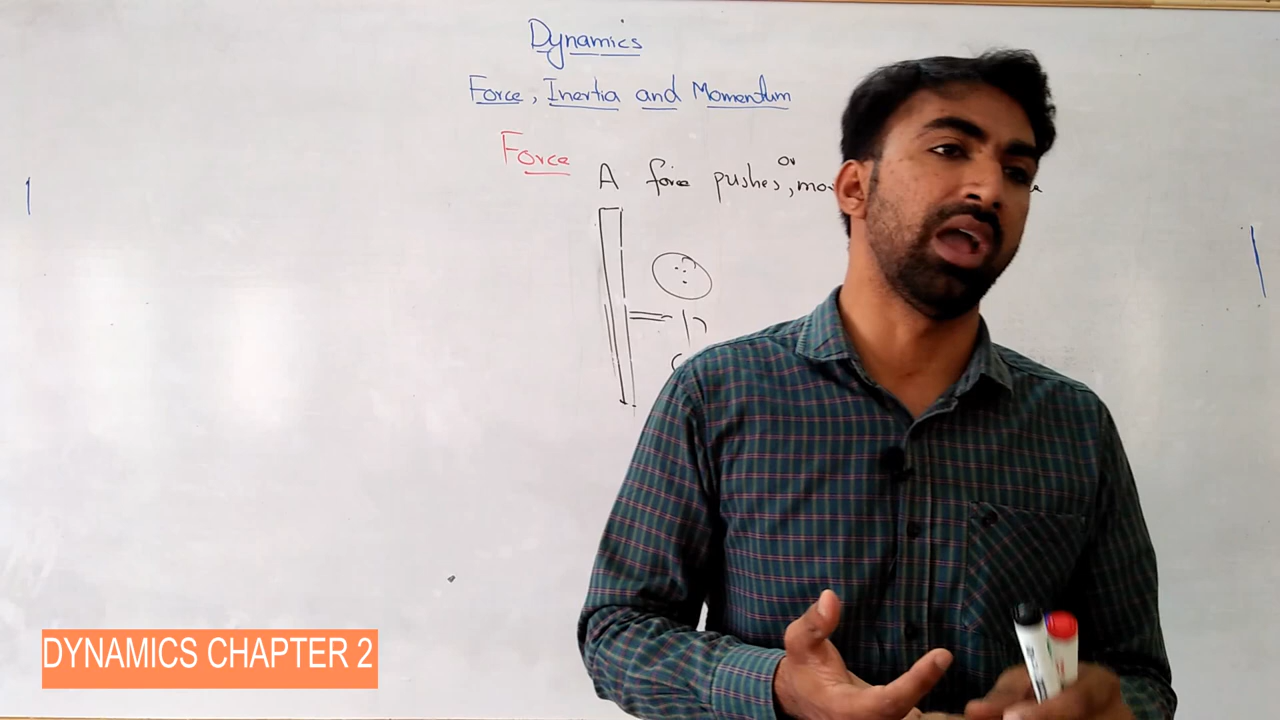 Dynamics
Force, Inertia and Momentum
Force
A force pushes, or
DYNAMICS CHAPTER 2